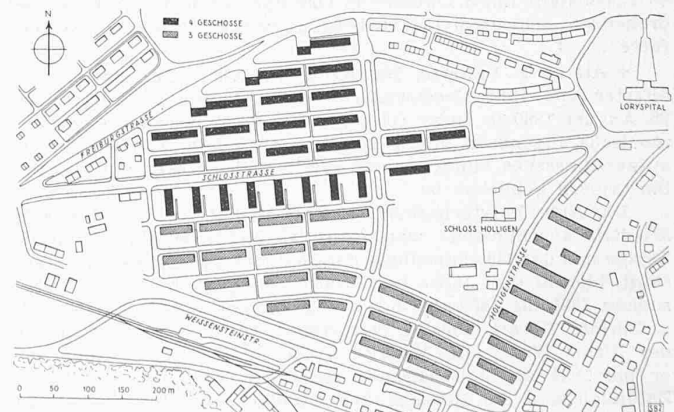 N
4 GESCHOSSE
3 GESCHOSSE
LORYSPITAL
FREIBURGSTRASSE
SCHLOSSTRASSE
SCHLOSS HOLLIGEN
HOLLIGENSTRASSE
WEISSENSTEINSTR.
0 50 100 150 200 m